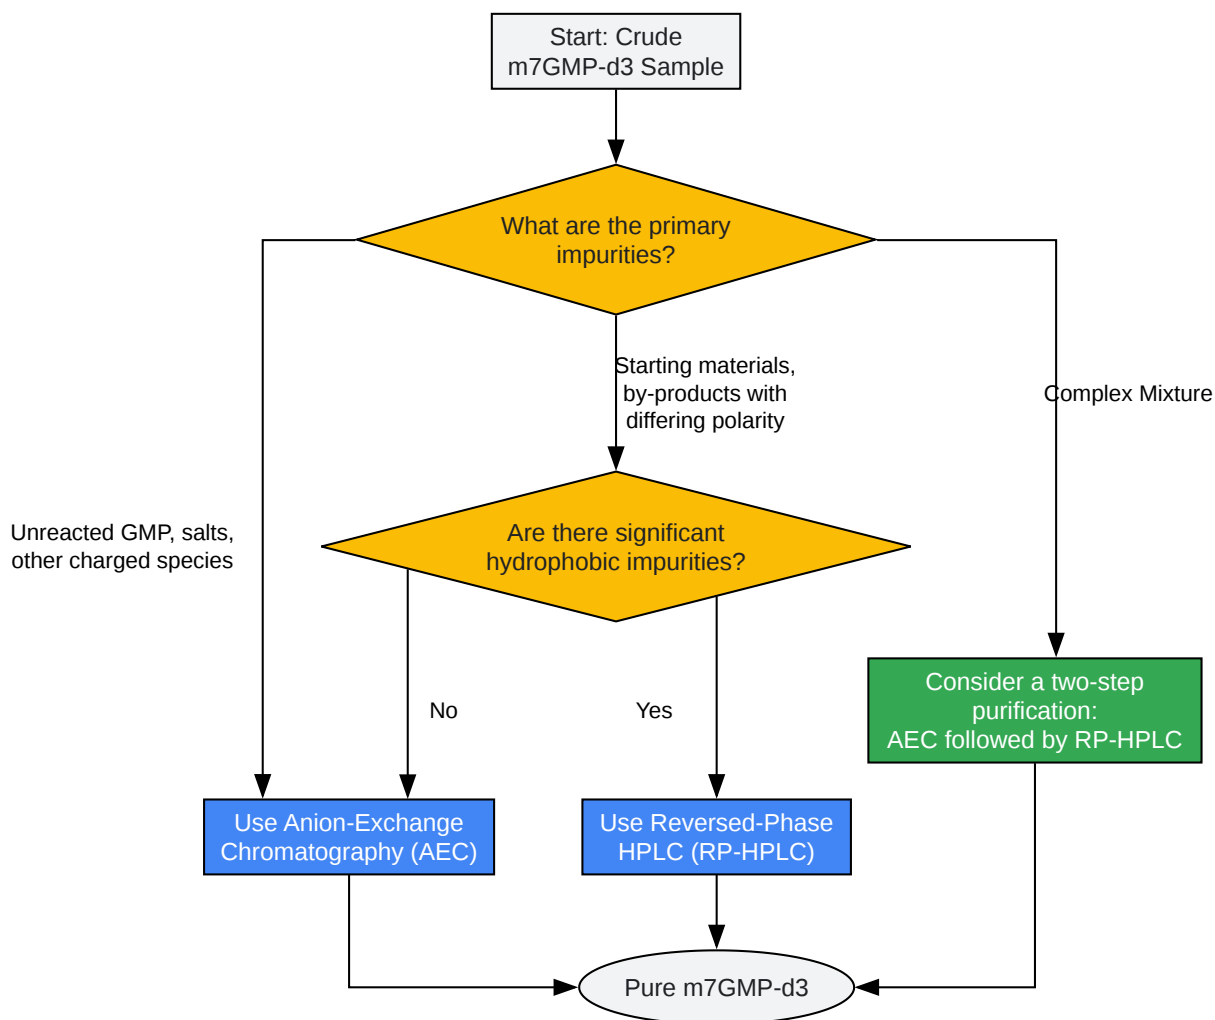 Start: Crude
m7GMP-d3 Sample
What are the primary
impurities?
Starting materials,
by-products with
differing polarity
Complex Mixture
Unreacted GMP, salts,
other charged species
Are there significant
hydrophobic impurities?
No
Yes
Consider a two-step
purification:
AEC followed by RP-HPLC
Use Anion-Exchange
Chromatography (AEC)
Use Reversed-Phase
HPLC (RP-HPLC)
Pure m7GMP-d3